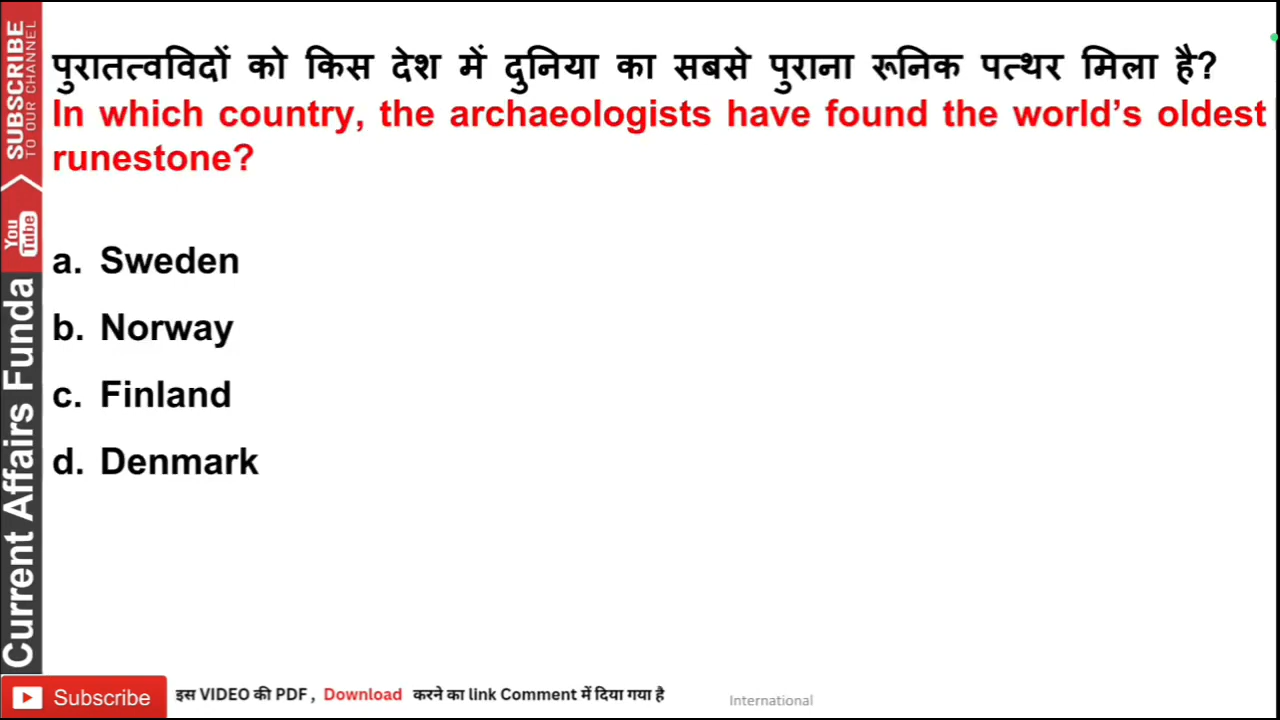 पुरातत्वविदों को किस देश में दुनिया का सबसे पुराना रूनिक पत्थर मिला है?
In which country, the archaeologists have found the world’s oldest
runestone?
a. Sweden
b. Norway
c. Finland
d. Denmark
SUBSCRIBE
TO OUR CHANNEL
You
Tube
Current Affairs Funda
Subscribe
इस VIDEO की PDF , Download करने का link Comment में दिया गया है
International